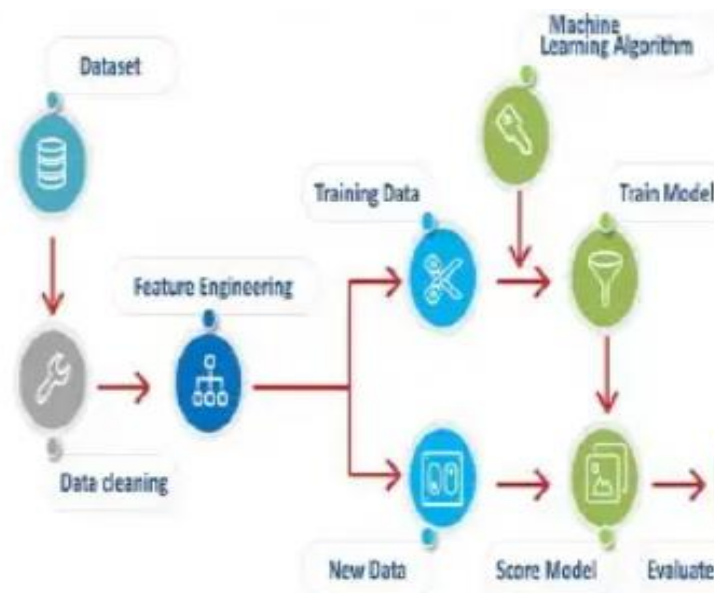 Machine
Learning Algorithm
Dataset
Training Data
Train Model
Feature Engineering
Data cleaning
New Data
Score Model
Evaluate